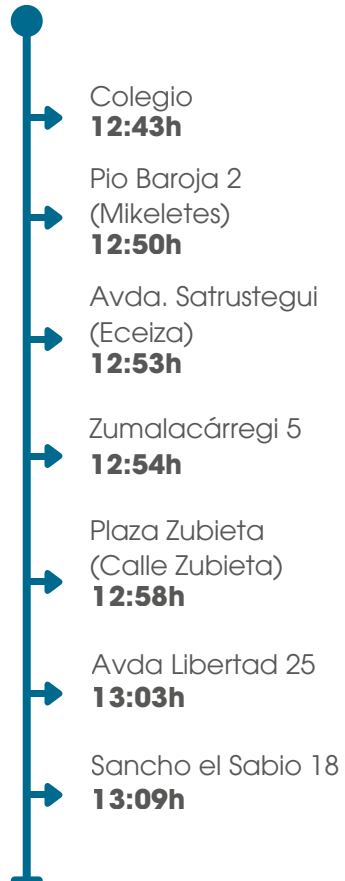 Colegio
12:43h
Pio Baroja 2
(Mikeletes)
12:50h
Avda. Satrustegui
(Eceiza)
12:53h
Zumalacárregi 5
12:54h
Plaza Zubieta
(Calle Zubieta)
12:58h
Avda Libertad 25
13:03h
Sancho el Sabio 18
13:09h